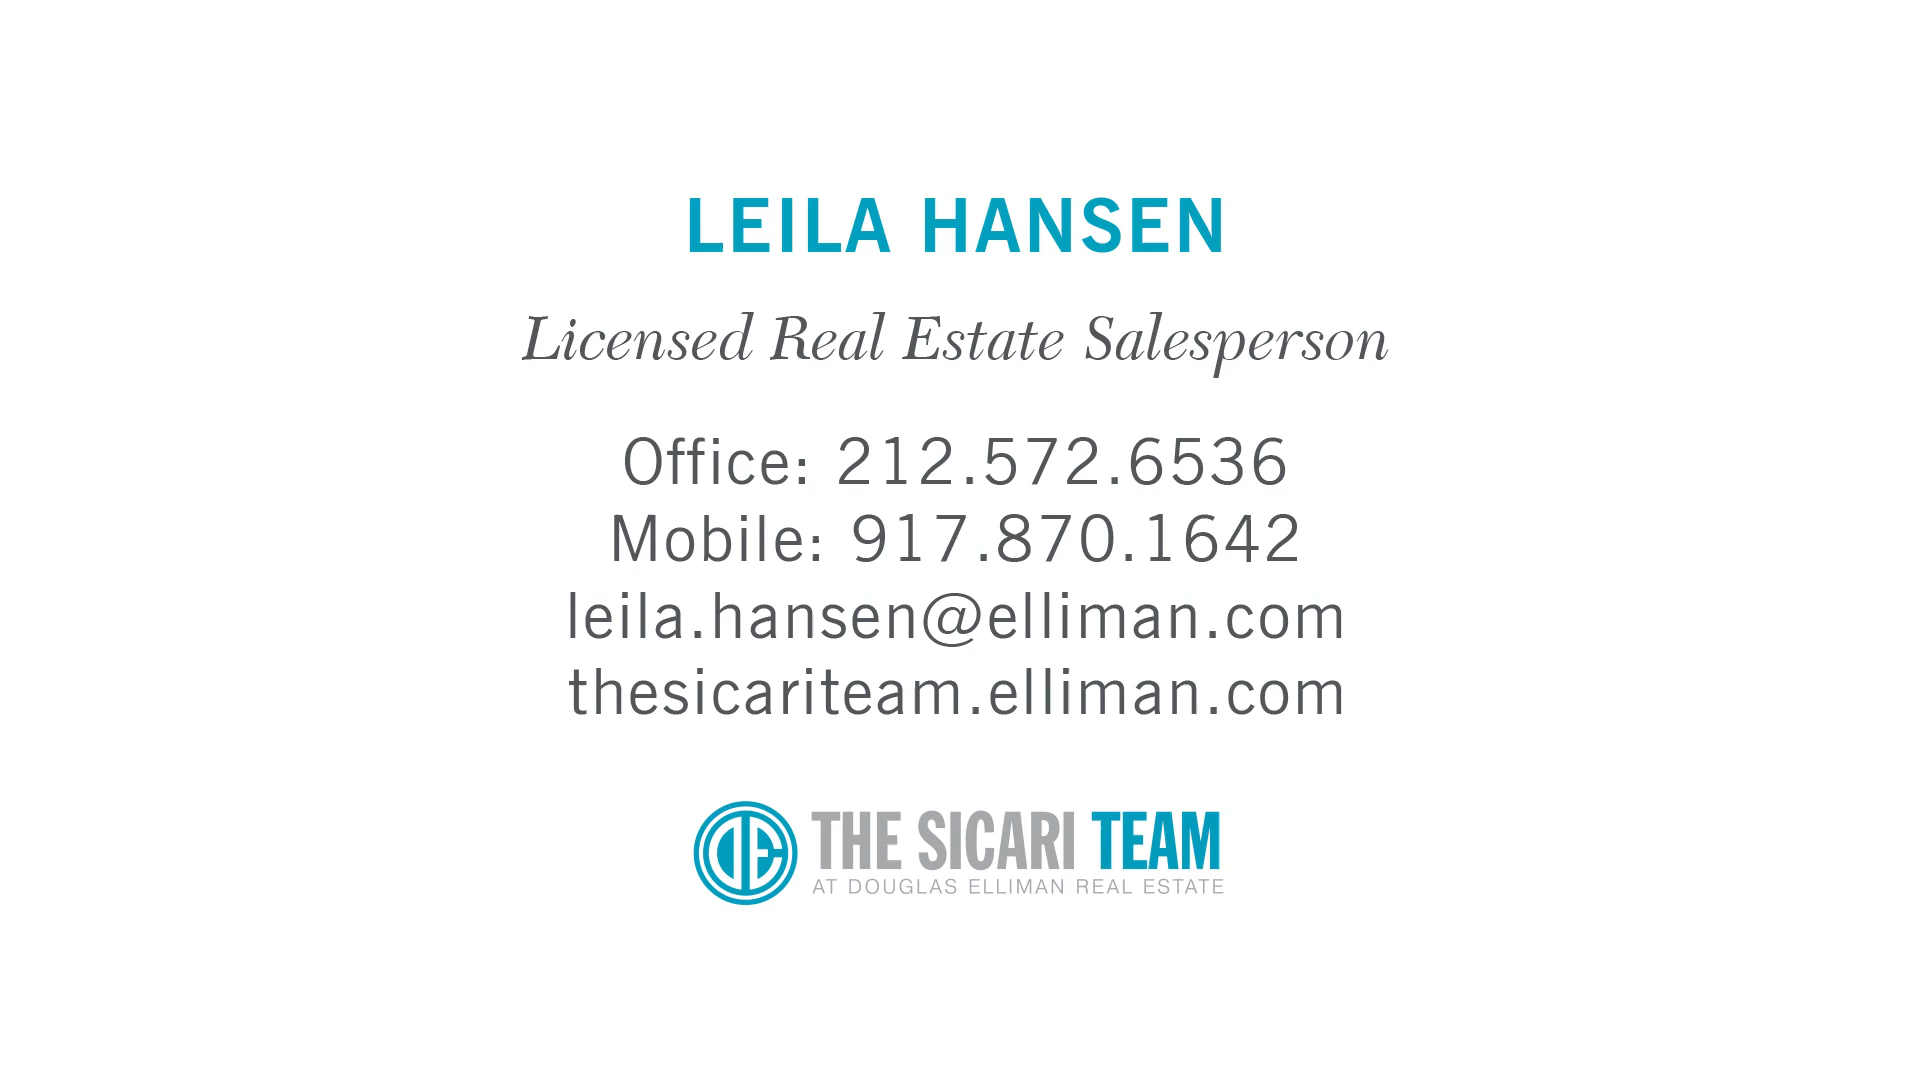 LEILA HANSEN
Licensed Real Estate Salesperson
Office: 212.572.6536
Mobile: 917.870.1642
leila.hansen@elliman.com
thesicariteam.elliman.com
DE THE SICARI TEAM
AT DOUGLAS ELLIMAN REAL ESTATE